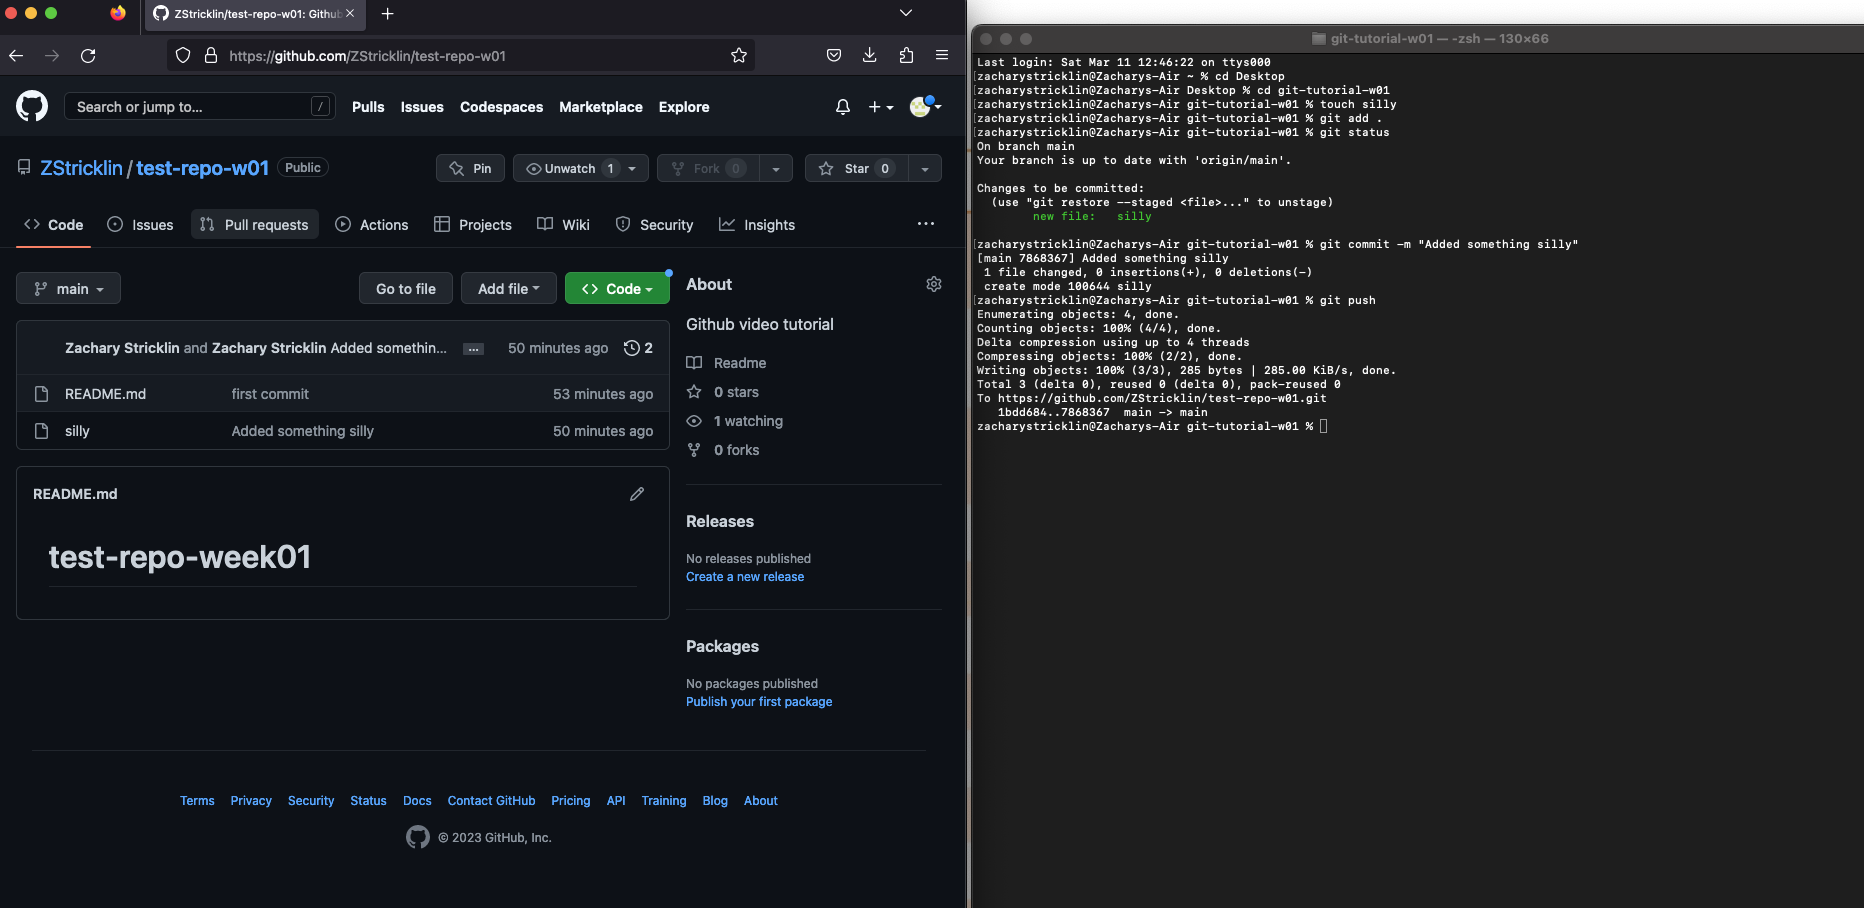 ZStricklin/test-repo-w01: Github
https://github.com/ZStricklin/test-repo-w01
Search or jump to...
/
Pulls
Issues
Codespaces
Marketplace
Explore
ZStricklin / test-repo-w01
Public
Pin
Unwatch 1
Fork 0
Star 0
Code
Issues
Pull requests
Actions
Projects
Wiki
Security
Insights
main
Go to file
Add file
Code
Zachary Stricklin and Zachary Stricklin Added somethin... ... 50 minutes ago 2
README.md first commit 53 minutes ago
silly Added something silly 50 minutes ago
README.md
test-repo-week01
About
Github video tutorial
Readme
0 stars
1 watching
0 forks
Releases
No releases published
Create a new release
Packages
No packages published
Publish your first package
Terms Privacy Security Status Docs Contact GitHub Pricing API Training Blog About
© 2023 GitHub, Inc.
git-tutorial-w01 — -zsh — 130×66
Last login: Sat Mar 11 12:46:22 on ttys000
[zacharystricklin@Zacharys-Air ~ % cd Desktop
[zacharystricklin@Zacharys-Air Desktop % cd git-tutorial-w01
[zacharystricklin@Zacharys-Air git-tutorial-w01 % touch silly
[zacharystricklin@Zacharys-Air git-tutorial-w01 % git add .
[zacharystricklin@Zacharys-Air git-tutorial-w01 % git status
On branch main
Your branch is up to date with 'origin/main'.
Changes to be committed:
(use "git restore --staged <file>..." to unstage)
new file: silly
[zacharystricklin@Zacharys-Air git-tutorial-w01 % git commit -m "Added something silly"
[main 7868367] Added something silly
1 file changed, 0 insertions(+), 0 deletions(-)
create mode 100644 silly
[zacharystricklin@Zacharys-Air git-tutorial-w01 % git push
Enumerating objects: 4, done.
Counting objects: 100% (4/4), done.
Delta compression using up to 4 threads
Compressing objects: 100% (2/2), done.
Writing objects: 100% (3/3), 285 bytes | 285.00 KiB/s, done.
Total 3 (delta 0), reused 0 (delta 0), pack-reused 0
To https://github.com/ZStricklin/test-repo-w01.git
1bdd684..7868367 main -> main
zacharystricklin@Zacharys-Air git-tutorial-w01 %